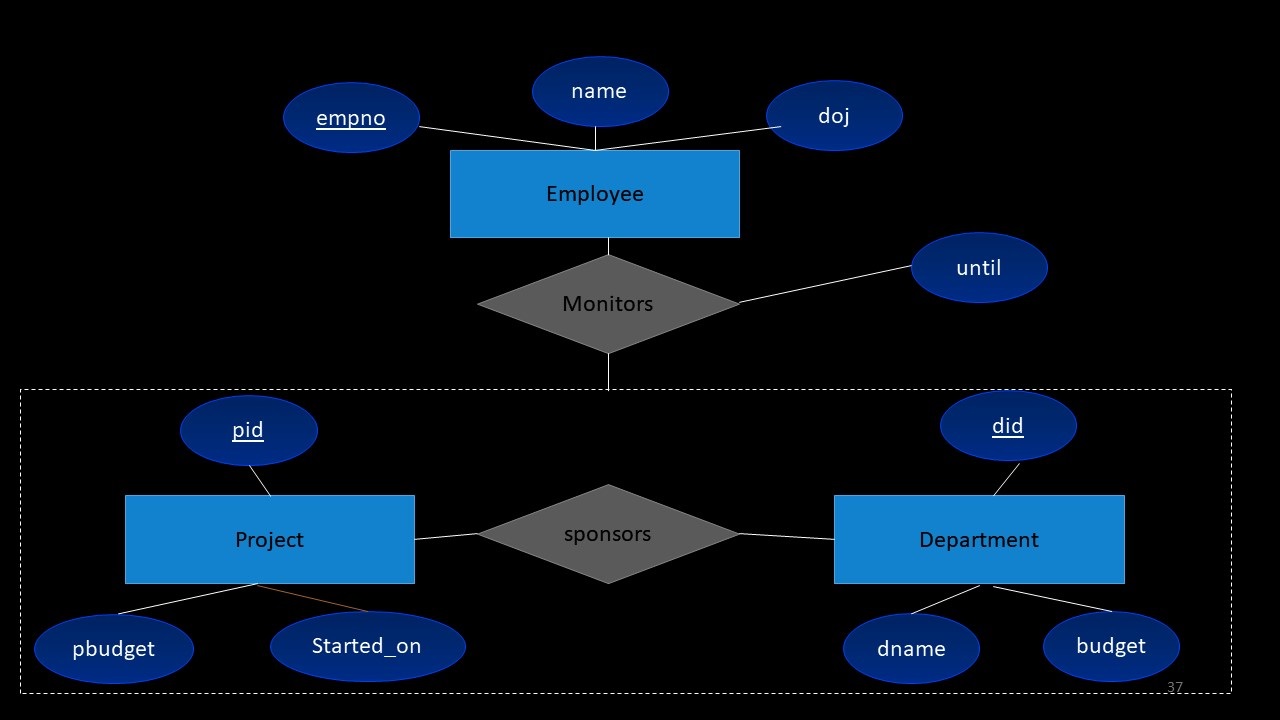 name
empno
doj
Employee
until
Monitors
pid
did
Project
sponsors
Department
pbudget
Started_on
dname
budget
37